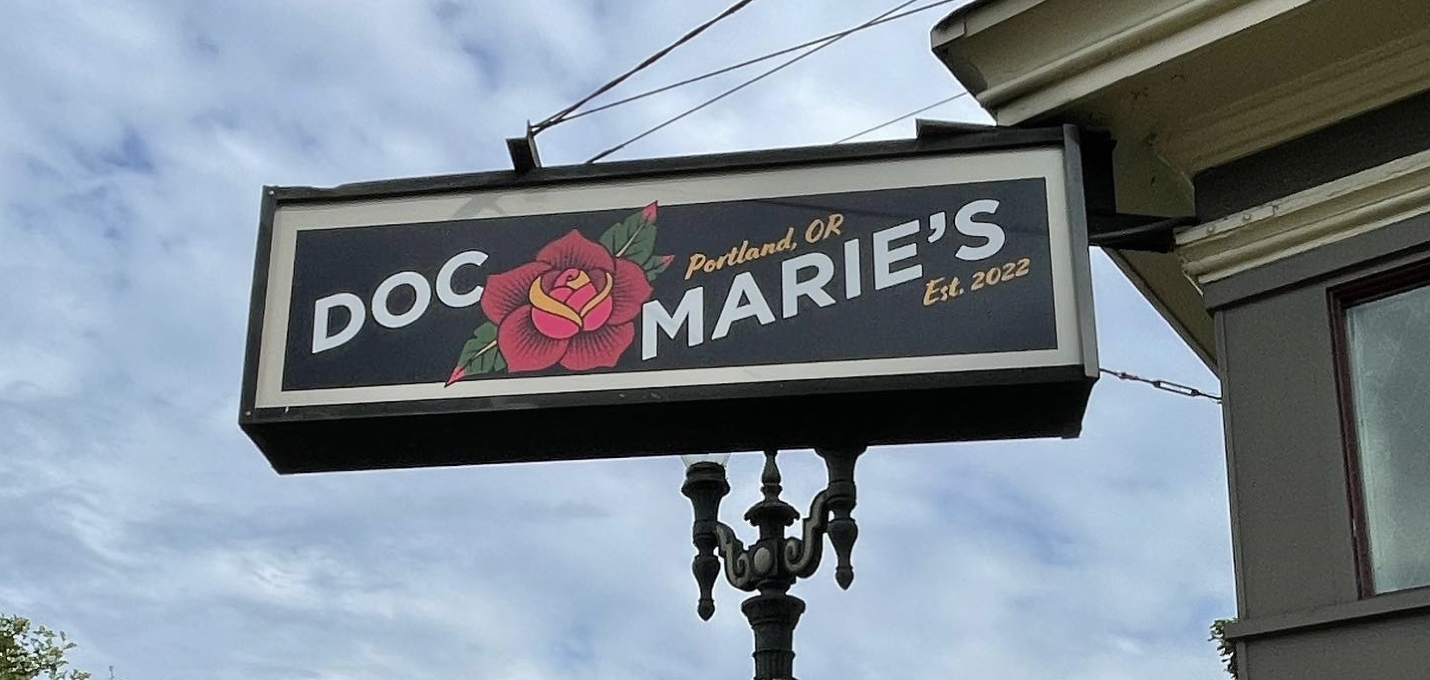 DOC MARIE'S
Portland, OR
Est. 2022